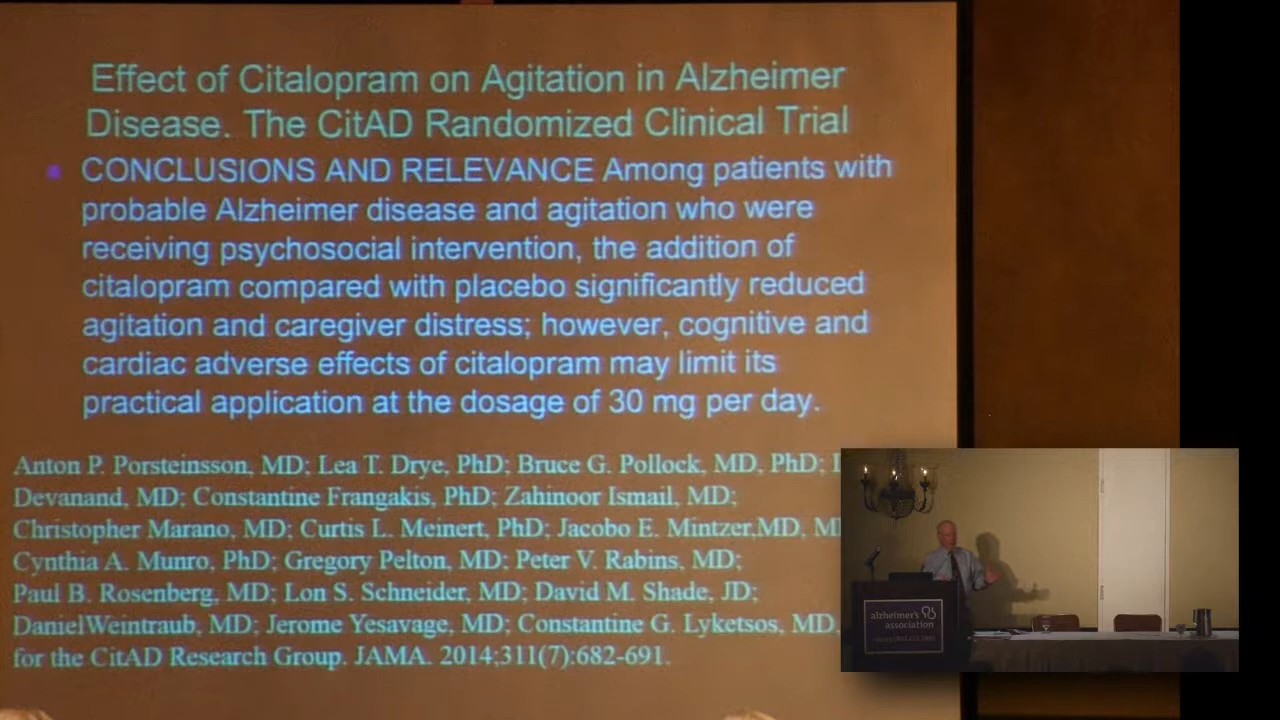 Effect of Citalopram on Agitation in Alzheimer
Disease. The CitAD Randomized Clinical Trial
CONCLUSIONS AND RELEVANCE Among patients with
probable Alzheimer disease and agitation who were
receiving psychosocial intervention, the addition of
citalopram compared with placebo significantly reduced
agitation and caregiver distress; however, cognitive and
cardiac adverse effects of citalopram may limit its
practical application at the dosage of 30 mg per day.
Anton P. Porsteinsson, MD; Lea T. Drye, PhD; Bruce G. Pollock, MD, PhD;
Devanand, MD; Constantine Frangakis, PhD; Zahinoor Ismail, MD;
Christopher Marano, MD; Curtis L. Meinert, PhD; Jacobo E. Mintzer,MD,
Cynthia A. Munro, PhD; Gregory Pelton, MD; Peter V. Rabins, MD;
Paul B. Rosenberg, MD; Lon S. Schneider, MD; David M. Shade, JD;
DanielWeintraub, MD; Jerome Yesavage, MD; Constantine G. Lyketsos, MD,
for the CitAD Research Group. JAMA. 2014;311(7):682-691.
alzheimer's
association